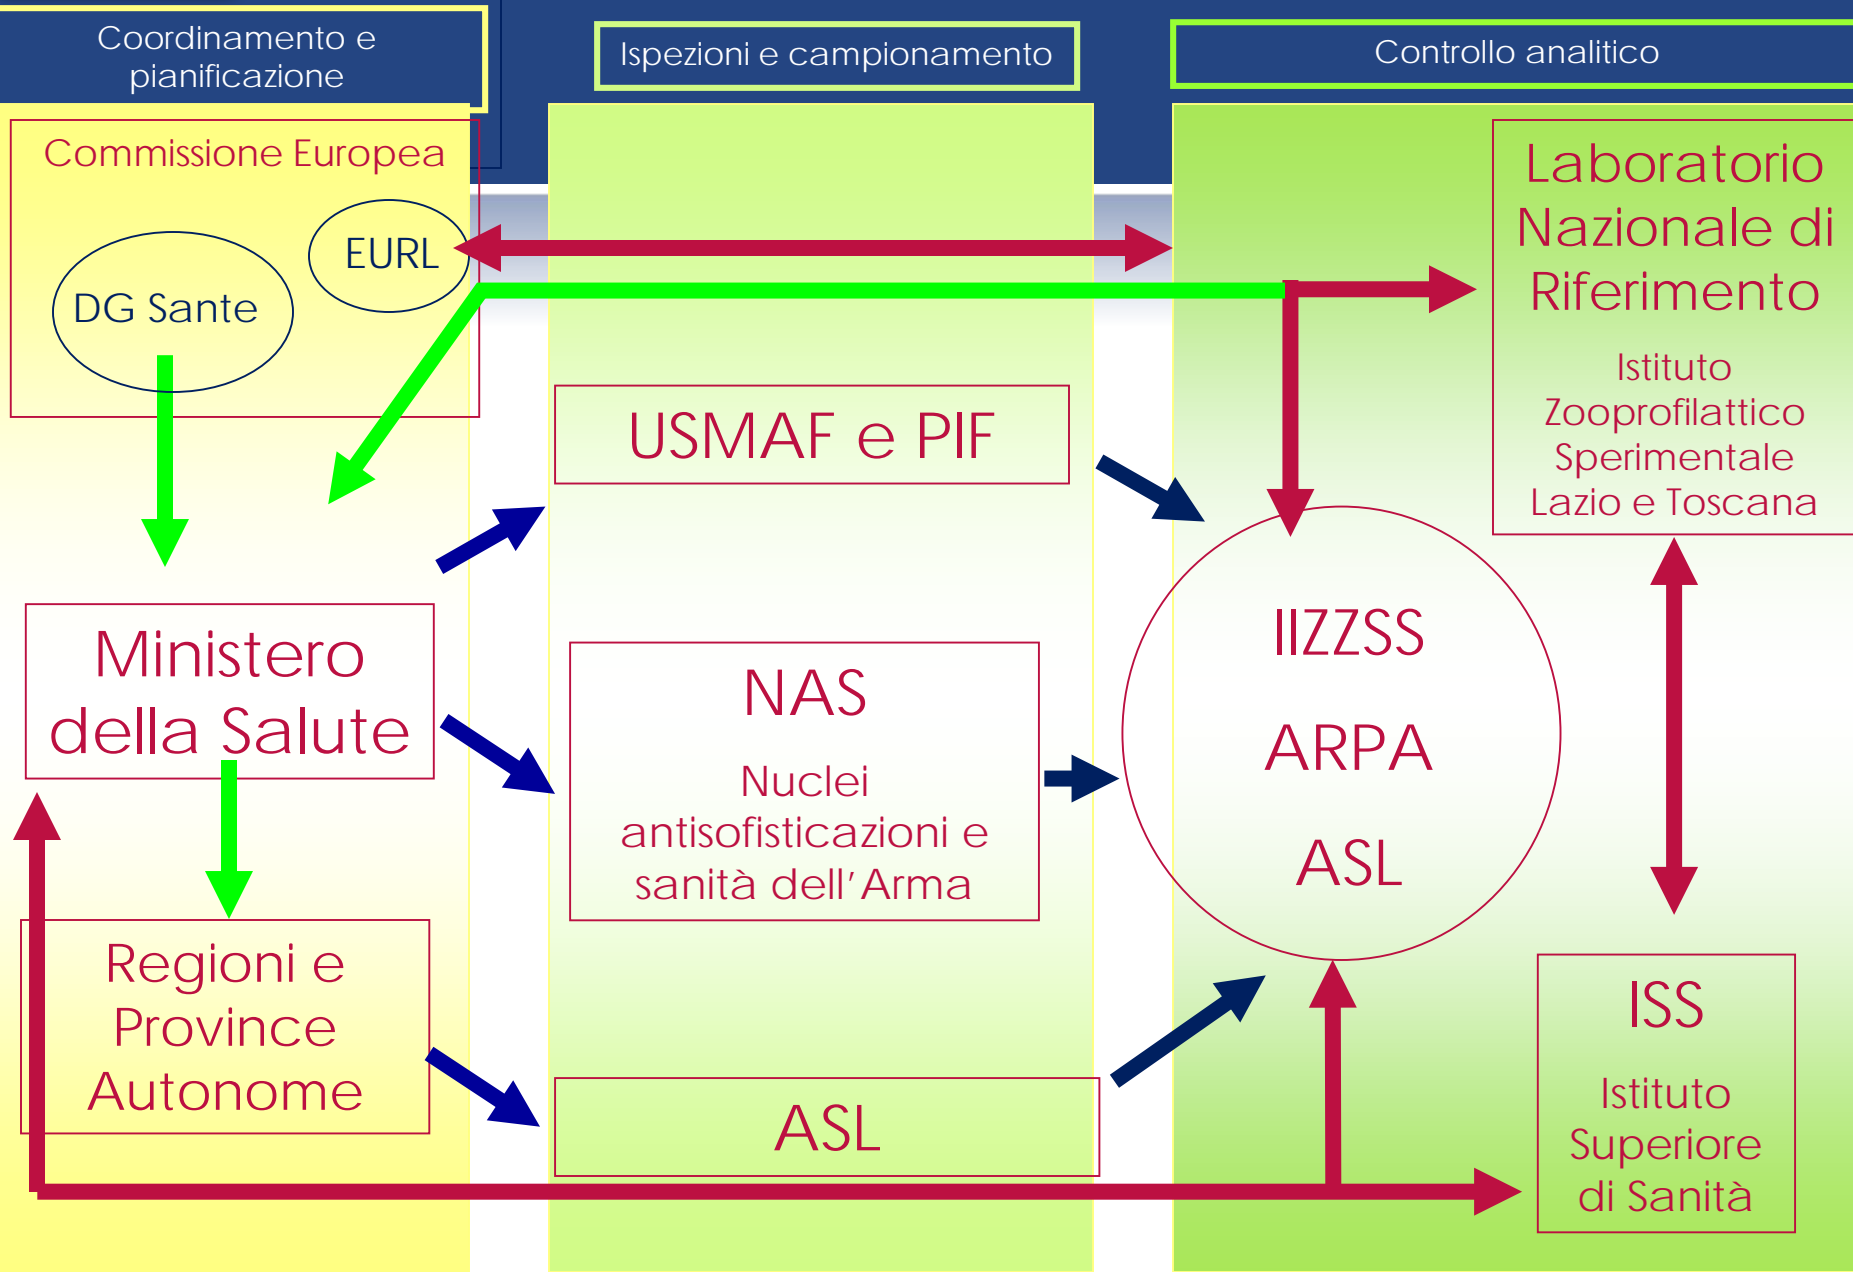 Coordinamento e
pianificazione
Ispezioni e campionamento
Controllo analitico
Commissione Europea
EURL
DG Sante
Ministero
della Salute
Regioni e
Province
Autonome
USMAF e PIF
NAS
Nuclei
antisofisticazioni e
sanità dell’Arma
ASL
IIZZSS
ARPA
ASL
Laboratorio
Nazionale di
Riferimento
Istituto
Zooprofilattico
Sperimentale
Lazio e Toscana
ISS
Istituto
Superiore
di Sanità